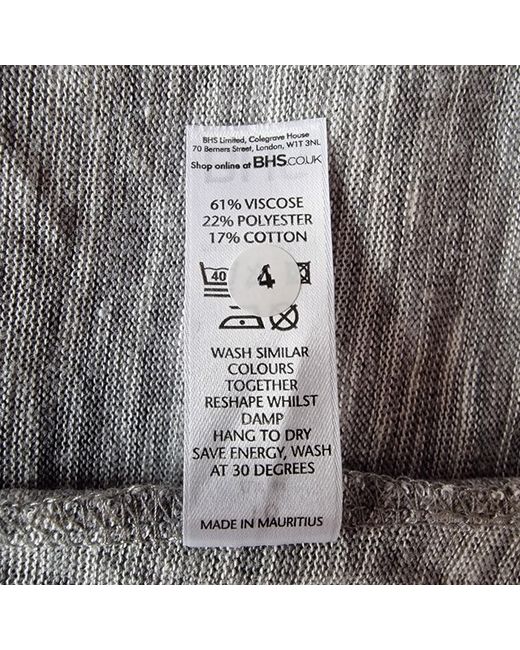 BHS Limited, Colegrave House
70 Berners Street, London, W1T 3NL
Shop online at BHS.CO.UK
61% VISCOSE
22% POLYESTER
17% COTTON
40
4
WASH SIMILAR
COLOURS
TOGETHER
RESHAPE WHILST
DAMP
HANG TO DRY
SAVE ENERGY, WASH
AT 30 DEGREES
MADE IN MAURITIUS